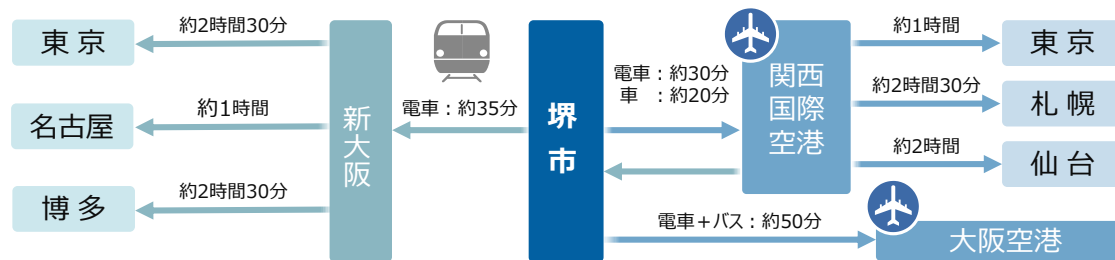 東京
約2時間30分
名古屋
約1時間
博多
約2時間30分
新大阪
電車：約35分
堺市
電車：約30分
車　：約20分
関西
国際
空港
約1時間
東京
約2時間30分
札幌
約2時間
仙台
電車＋バス：約50分
大阪空港